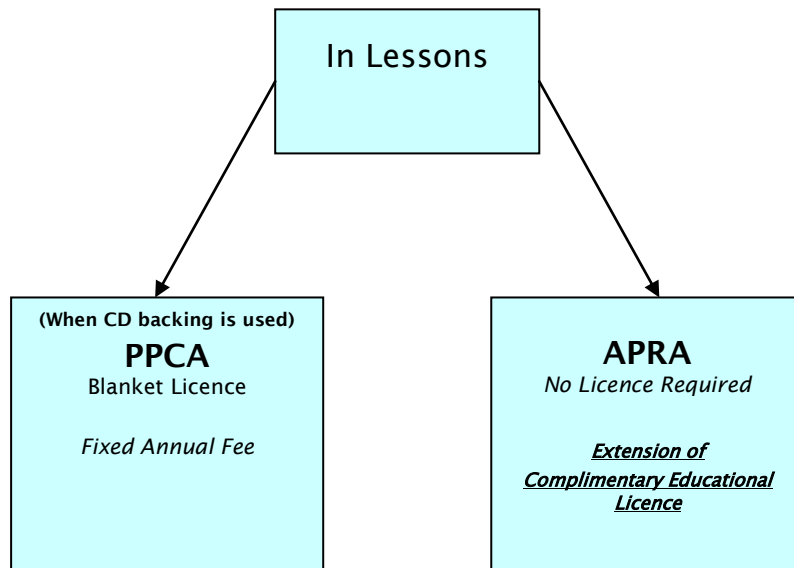 In Lessons
(When CD backing is used)
PPCA
Blanket Licence
Fixed Annual Fee
APRA
No Licence Required
Extension of
Complimentary Educational
Licence